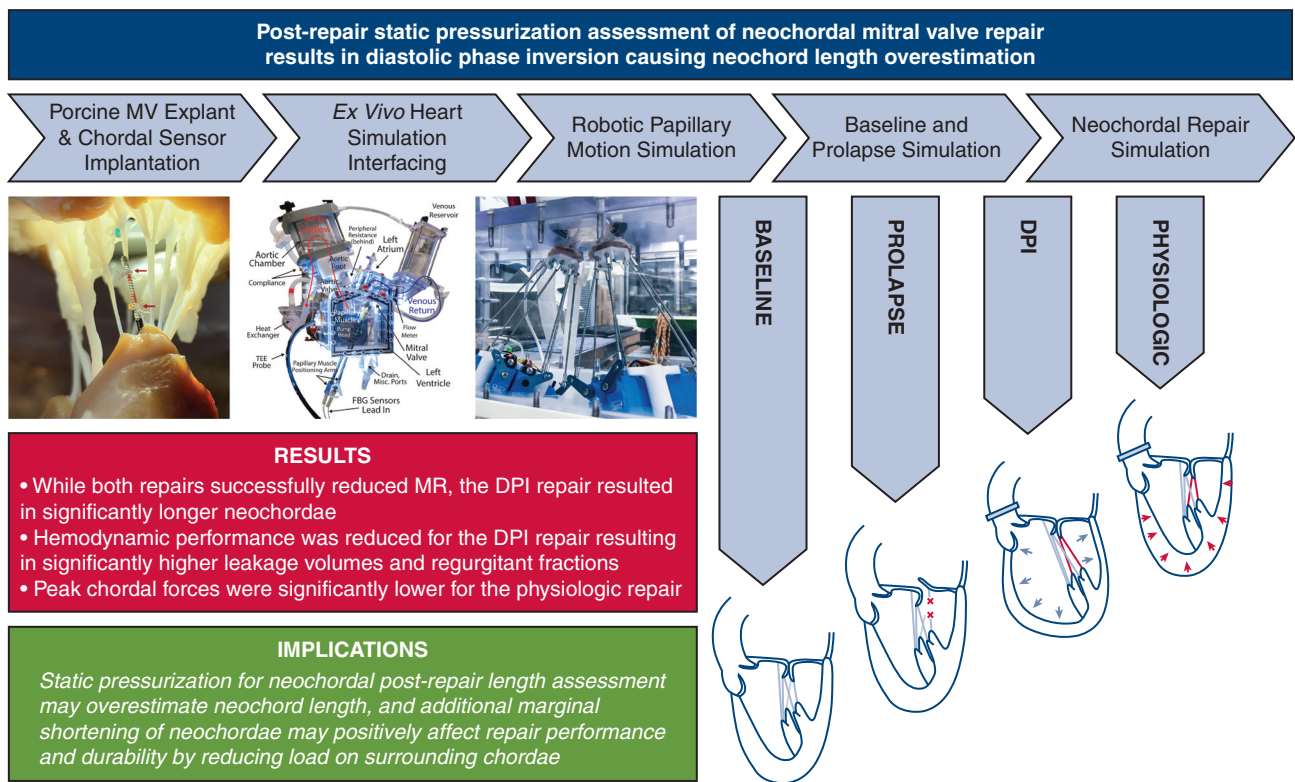 Post-repair static pressurization assessment of neochordal mitral valve repair
results in diastolic phase inversion causing neochord length overestimation
Porcine MV Explant
& Chordal Sensor
Implantation
Ex Vivo Heart
Simulation
Interfacing
Robotic Papillary
Motion Simulation
Baseline and
Prolapse Simulation
Neochordal Repair
Simulation
Venous
Reservoir
Peripheral
Resistance
(behind)
Left
Atrium
Aortic
Chamber
Compliance
Aortic
Root
Aortic
Valve
Venous
Return
Papillary
Muscles
Pump
Head
Flow
Meter
Heat
Exchanger
Mitral
Valve
TEE
Probe
Left
Ventricle
Papillary Muscle
Positioning Arm
Drain,
Misc. Ports
FBG Sensors
Lead In
BASELINE
PROLAPSE
DPI
PHYSIOLOGIC
RESULTS
• While both repairs successfully reduced MR, the DPI repair resulted
in significantly longer neochordae
• Hemodynamic performance was reduced for the DPI repair resulting
in significantly higher leakage volumes and regurgitant fractions
• Peak chordal forces were significantly lower for the physiologic repair
IMPLICATIONS
Static pressurization for neochordal post-repair length assessment
may overestimate neochord length, and additional marginal
shortening of neochordae may positively affect repair performance
and durability by reducing load on surrounding chordae